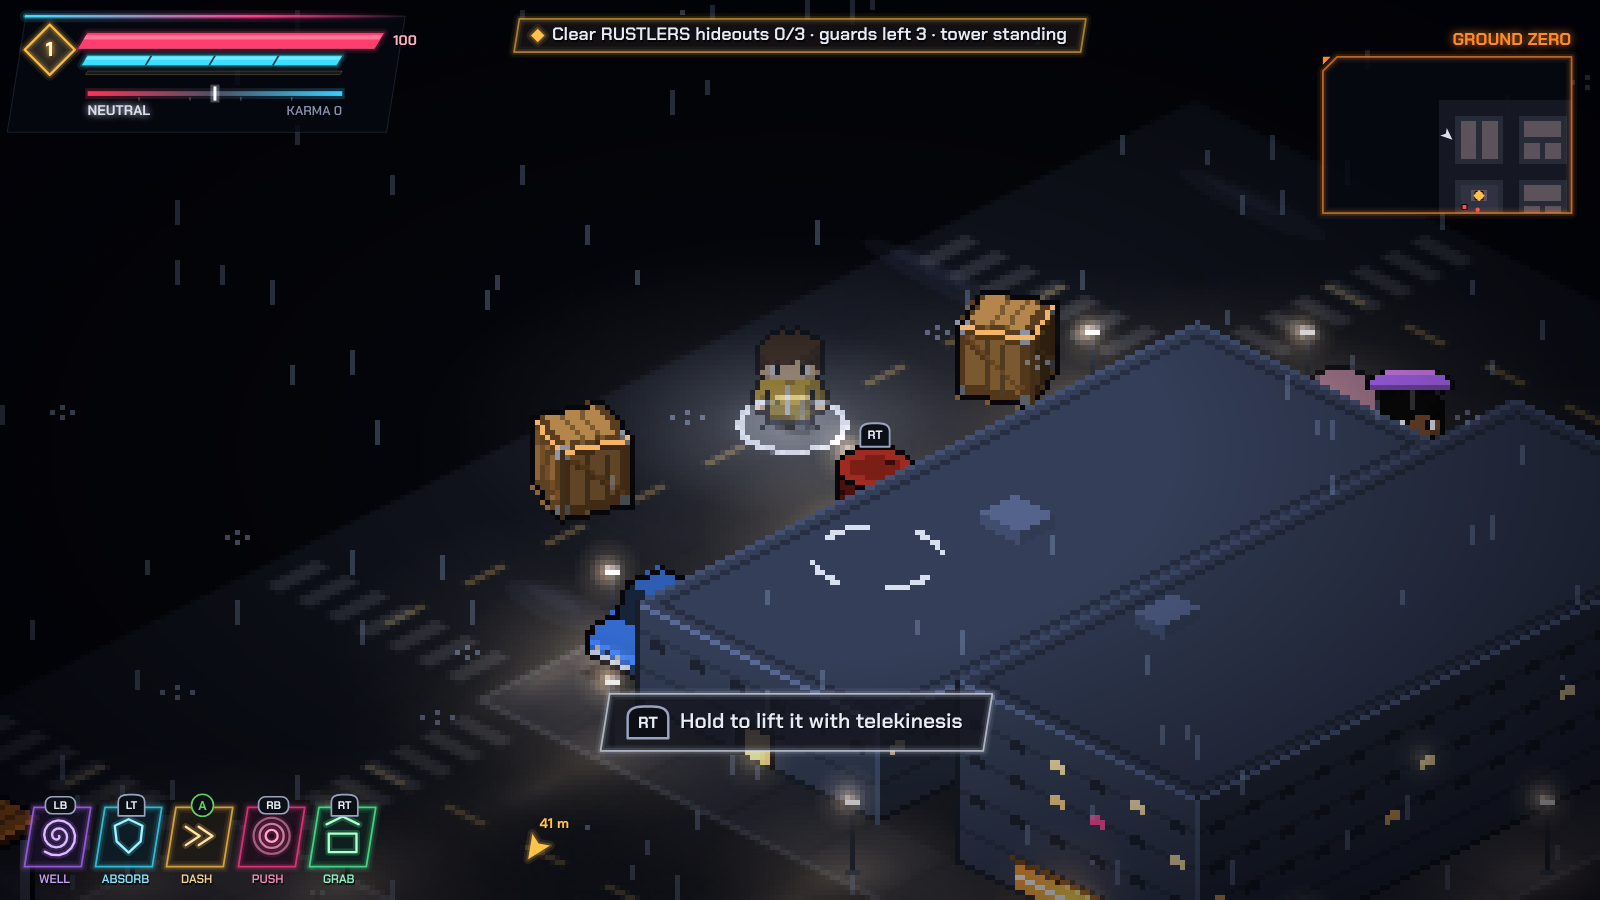 1
100
NEUTRAL
KARMA 0
Clear RUSTLERS hideouts 0/3 · guards left 3 · tower standing
GROUND ZERO
RT
RT Hold to lift it with telekinesis
41 m
LB
LT
A
RB
RT
WELL
ABSORB
DASH
PUSH
GRAB